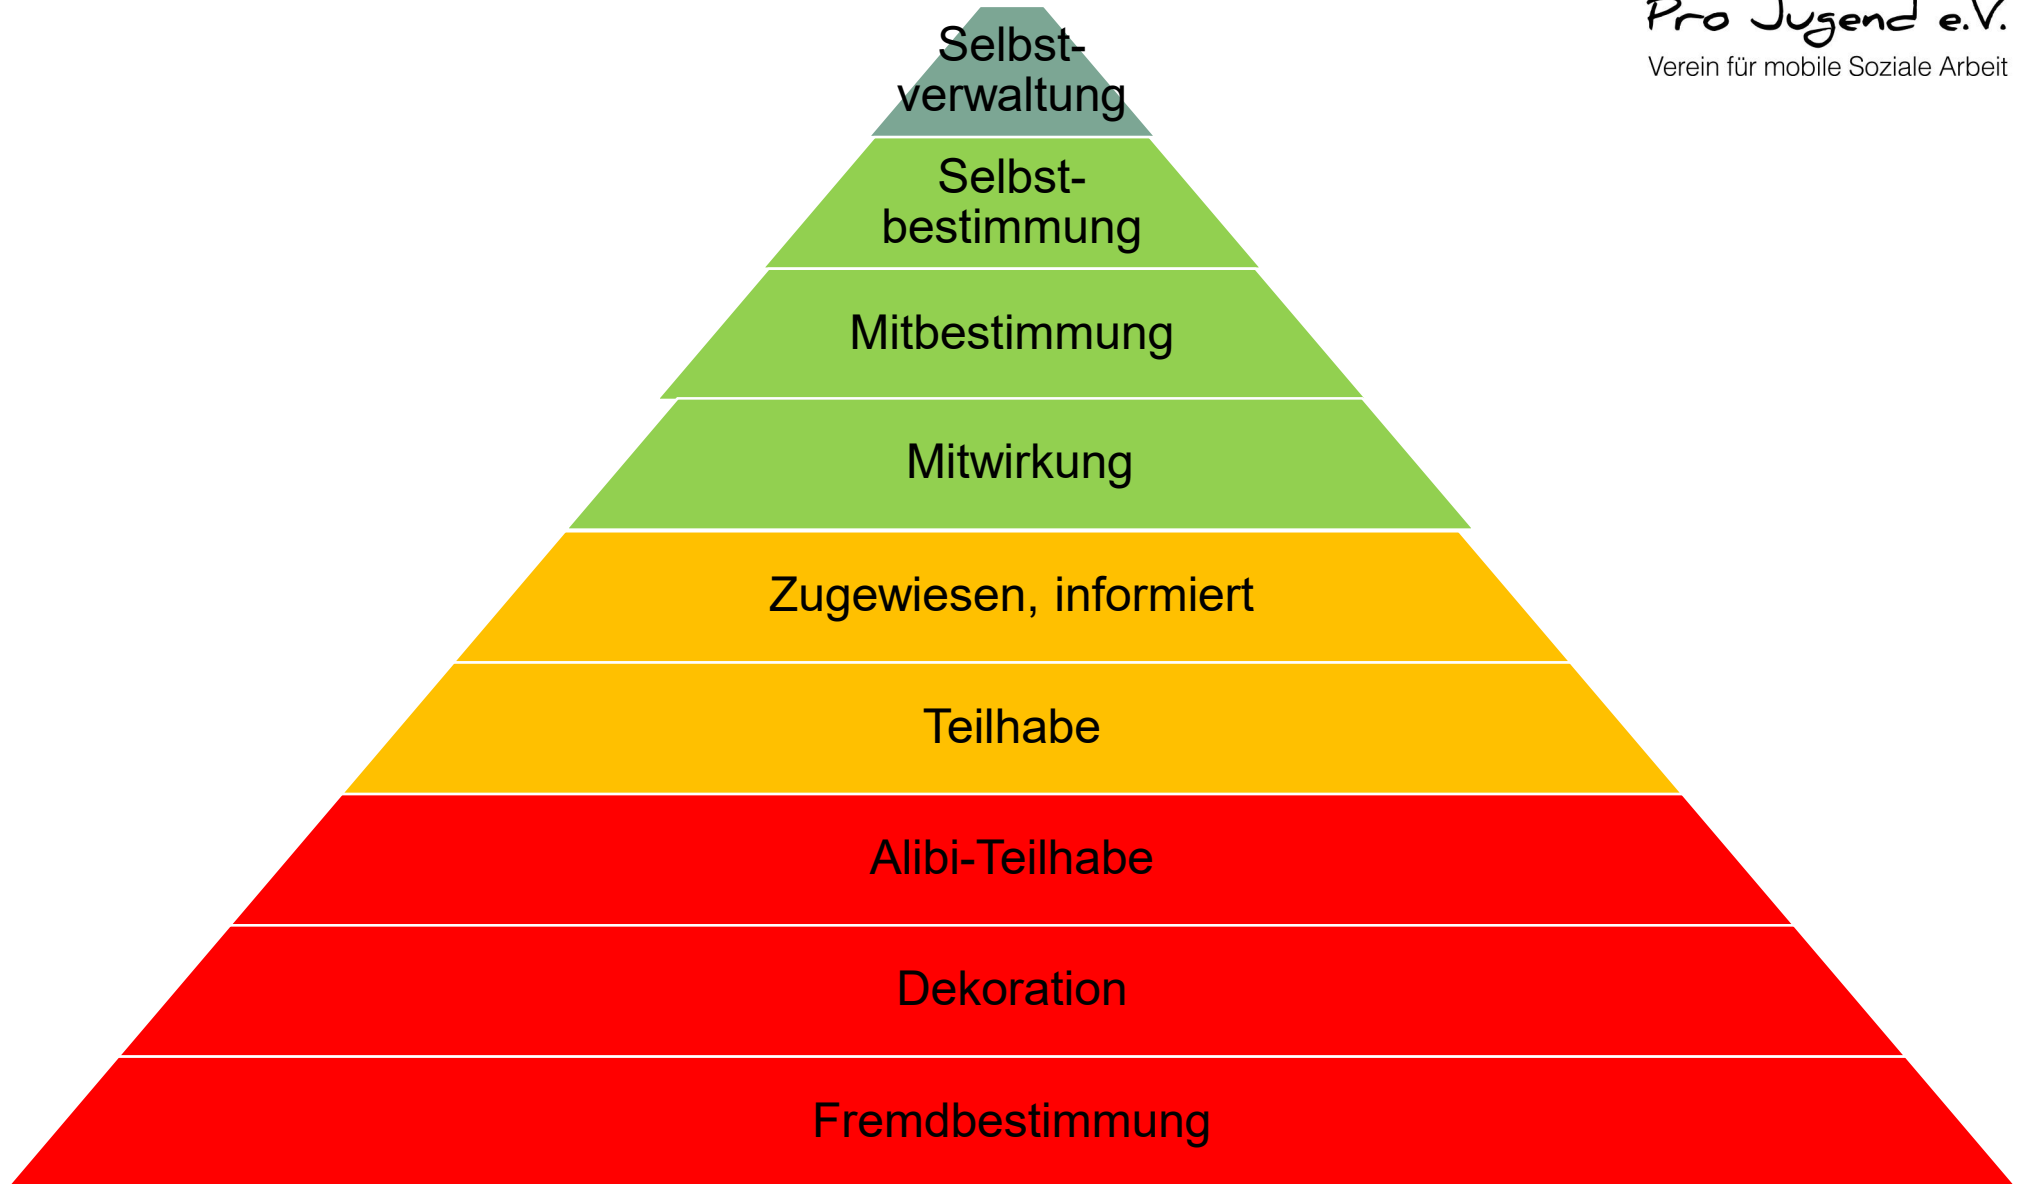 Pro Jugend e.V.
Verein für mobile Soziale Arbeit
Selbst-
verwaltung
Selbst-
bestimmung
Mitbestimmung
Mitwirkung
Zugewiesen, informiert
Teilhabe
Alibi-Teilhabe
Dekoration
Fremdbestimmung